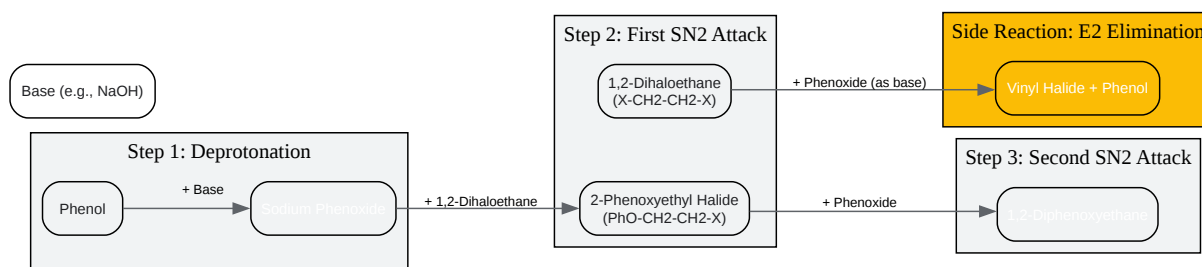 Base (e.g., NaOH)
Step 1: Deprotonation
Phenol
+ Base
Sodium Phenoxide
+ 1,2-Dihaloethane
Step 2: First SN2 Attack
1,2-Dihaloethane
(X-CH2-CH2-X)
2-Phenoxyethyl Halide
(PhO-CH2-CH2-X)
+ Phenoxide (as base)
Side Reaction: E2 Elimination
Vinyl Halide + Phenol
+ Phenoxide
Step 3: Second SN2 Attack
1,2-Diphenoxyethane